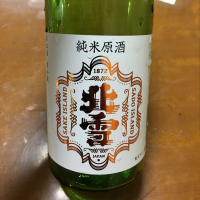 純米原酒
1872
北雪
SAKE ISLAND
SADO ISLAND
JAPAN